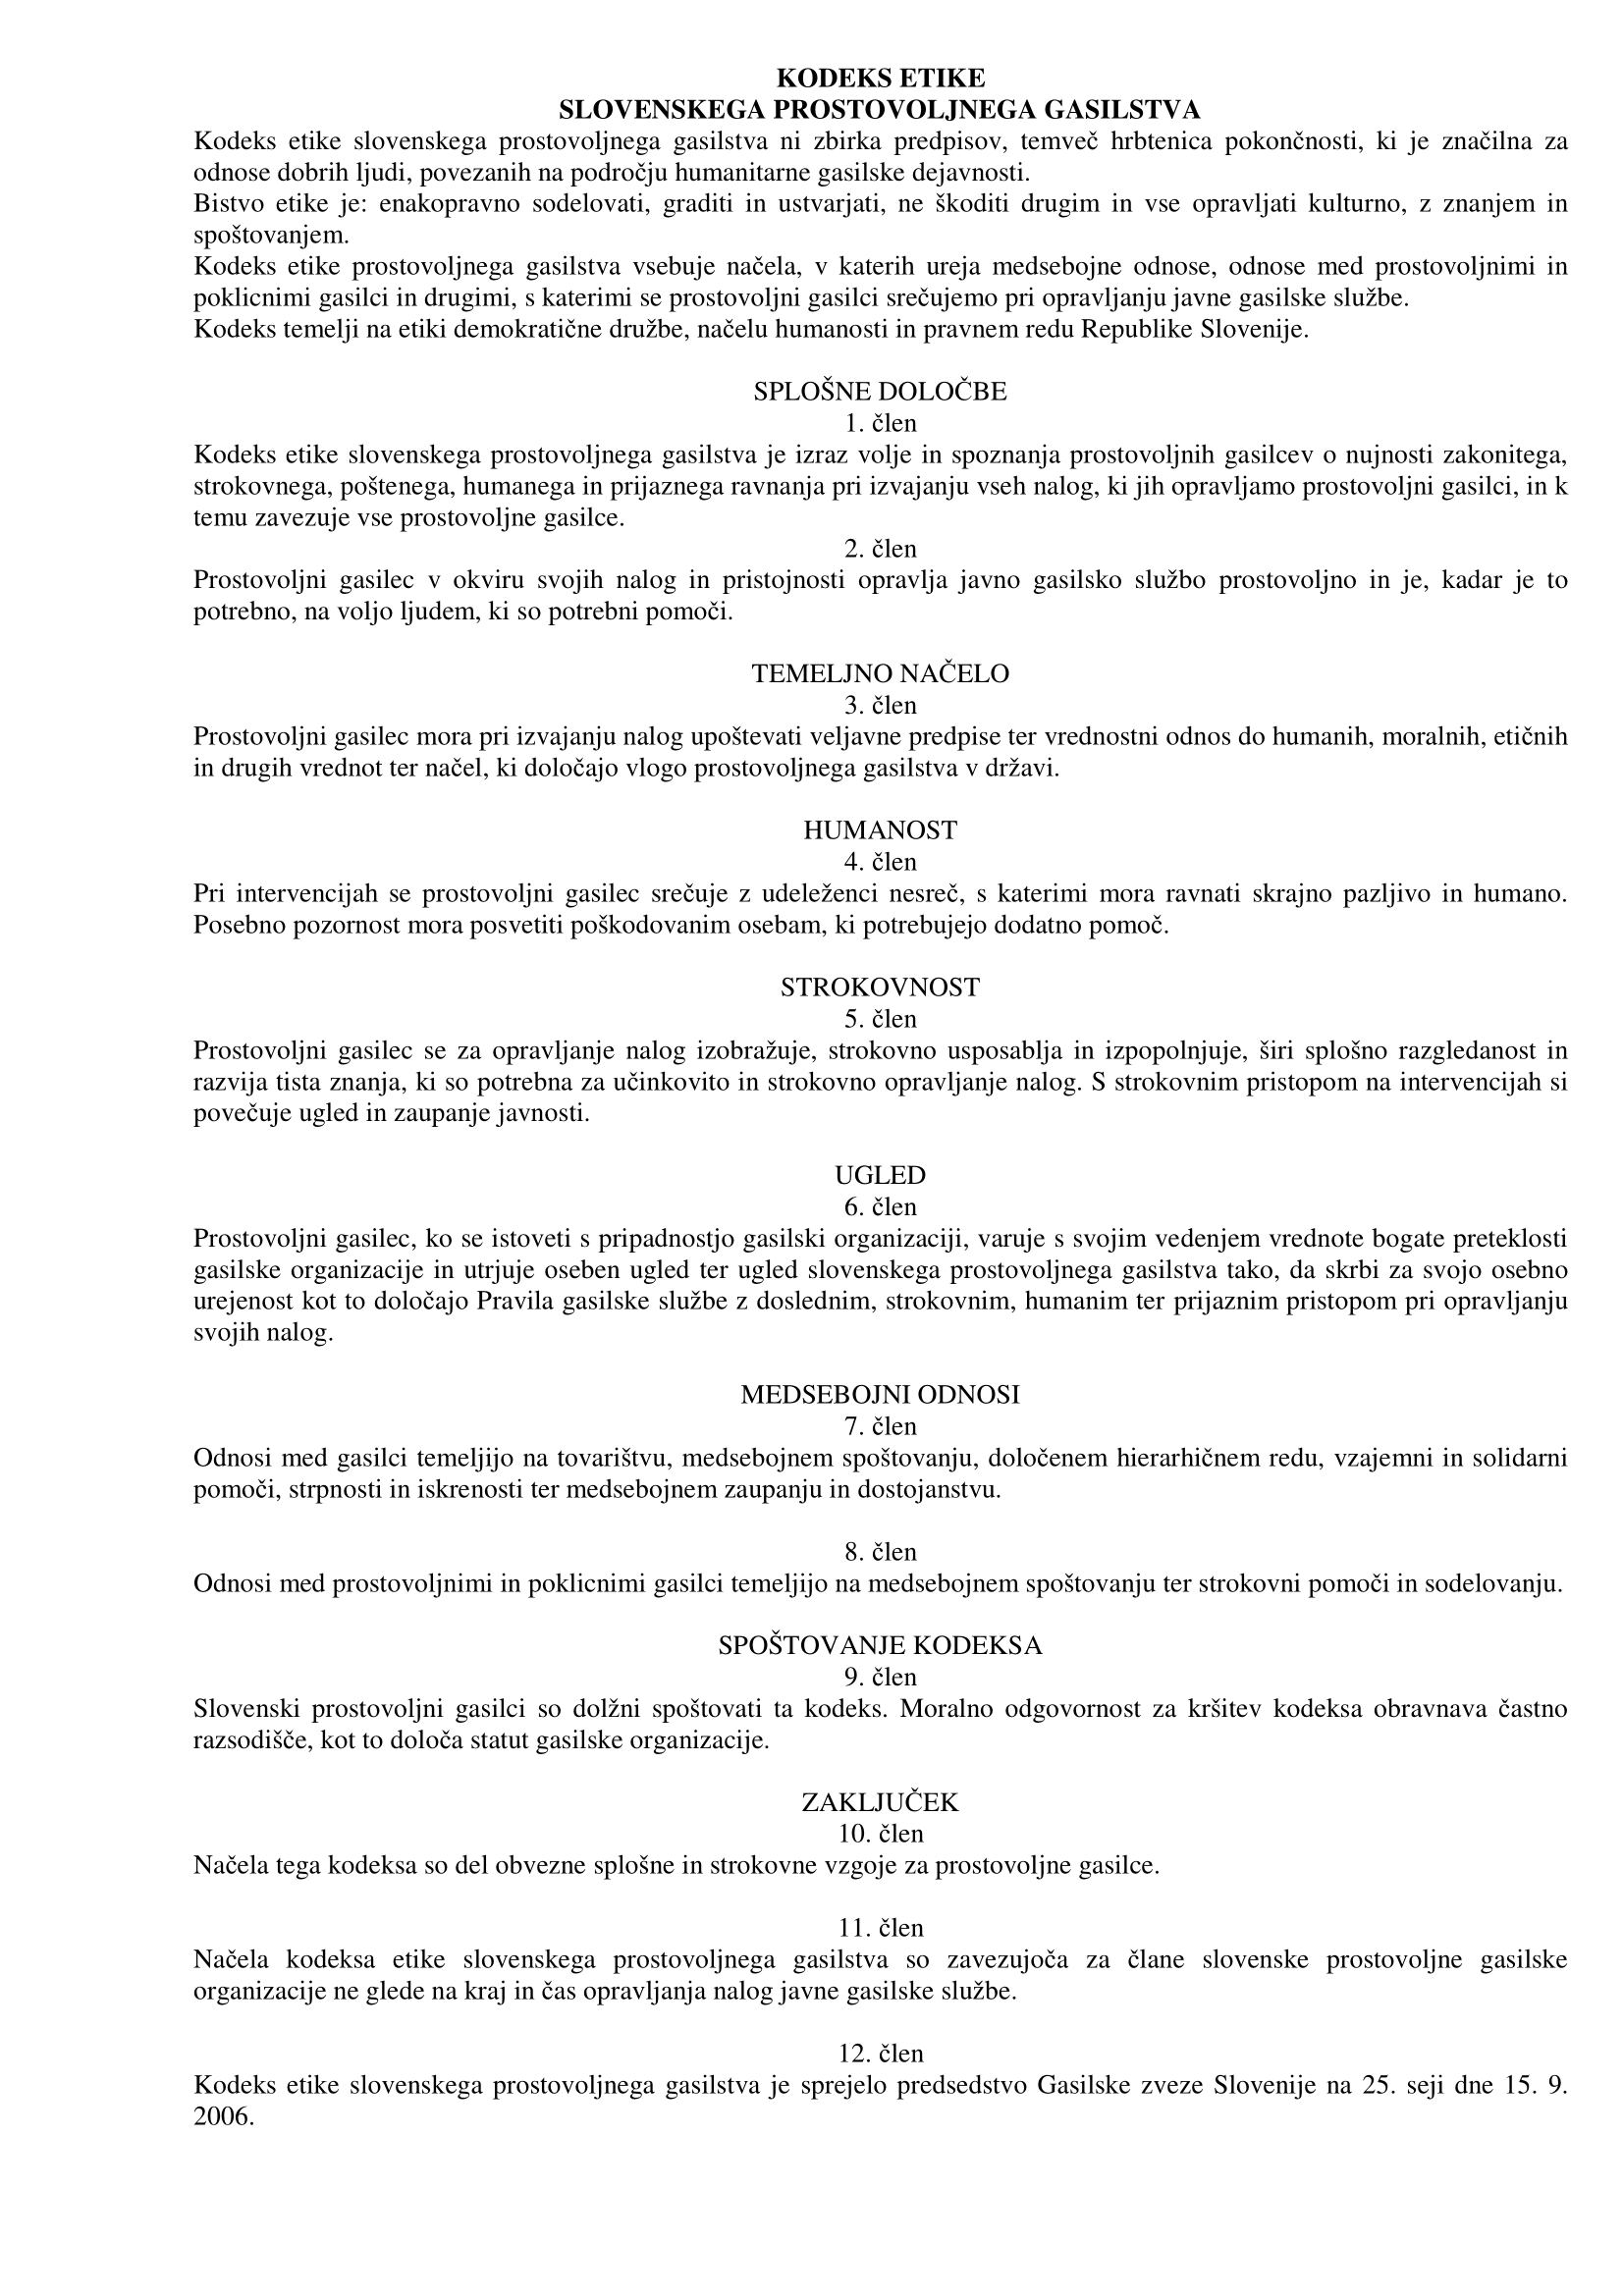 KODEKS ETIKE
SLOVENSKEGA PROSTOVOLJNEGA GASILSTVA
Kodeks etike slovenskega prostovoljnega gasilstva ni zbirka predpisov, temveč hrbtenica pokončnosti, ki je značilna za
odnose dobrih ljudi, povezanih na področju humanitarne gasilske dejavnosti.
Bistvo etike je: enakopravno sodelovati, graditi in ustvarjati, ne škoditi drugim in vse opravljati kulturno, z znanjem in
spoštovanjem.
Kodeks etike prostovoljnega gasilstva vsebuje načela, v katerih ureja medsebojne odnose, odnose med prostovoljnimi in
poklicnimi gasilci in drugimi, s katerimi se prostovoljni gasilci srečujemo pri opravljanju javne gasilske službe.
Kodeks temelji na etiki demokratične družbe, načelu humanosti in pravnem redu Republike Slovenije.
SPLOŠNE DOLOČBE
1. člen
Kodeks etike slovenskega prostovoljnega gasilstva je izraz volje in spoznanja prostovoljnih gasilcev o nujnosti zakonitega,
strokovnega, poštenega, humanega in prijaznega ravnanja pri izvajanju vseh nalog, ki jih opravljamo prostovoljni gasilci, in k
temu zavezuje vse prostovoljne gasilce.
2. člen
Prostovoljni gasilec v okviru svojih nalog in pristojnosti opravlja javno gasilsko službo prostovoljno in je, kadar je to
potrebno, na voljo ljudem, ki so potrebni pomoči.
TEMELJNO NAČELO
3. člen
Prostovoljni gasilec mora pri izvajanju nalog upoštevati veljavne predpise ter vrednostni odnos do humanih, moralnih, etičnih
in drugih vrednot ter načel, ki določajo vlogo prostovoljnega gasilstva v državi.
HUMANOST
4. člen
Pri intervencijah se prostovoljni gasilec srečuje z udeleženci nesreč, s katerimi mora ravnati skrajno pazljivo in humano.
Posebno pozornost mora posvetiti poškodovanim osebam, ki potrebujejo dodatno pomoč.
STROKOVNOST
5. člen
Prostovoljni gasilec se za opravljanje nalog izobražuje, strokovno usposablja in izpopolnjuje, širi splošno razgledanost in
razvija tista znanja, ki so potrebna za učinkovito in strokovno opravljanje nalog. S strokovnim pristopom na intervencijah si
povečuje ugled in zaupanje javnosti.
UGLED
6. člen
Prostovoljni gasilec, ko se istoveti s pripadnostjo gasilski organizaciji, varuje s svojim vedenjem vrednote bogate preteklosti
gasilske organizacije in utrjuje oseben ugled ter ugled slovenskega prostovoljnega gasilstva tako, da skrbi za svojo osebno
urejenost kot to določajo Pravila gasilske službe z doslednim, strokovnim, humanim ter prijaznim pristopom pri opravljanju
svojih nalog.
MEDSEBOJNI ODNOSI
7. člen
Odnosi med gasilci temeljijo na tovarištvu, medsebojnem spoštovanju, določenem hierarhičnem redu, vzajemni in solidarni
pomoči, strpnosti in iskrenosti ter medsebojnem zaupanju in dostojanstvu.
8. člen
Odnosi med prostovoljnimi in poklicnimi gasilci temeljijo na medsebojnem spoštovanju ter strokovni pomoči in sodelovanju.
SPOŠTOVANJE KODEKSA
9. člen
Slovenski prostovoljni gasilci so dolžni spoštovati ta kodeks. Moralno odgovornost za kršitev kodeksa obravnava častno
razsodišče, kot to določa statut gasilske organizacije.
ZAKLJUČEK
10. člen
Načela tega kodeksa so del obvezne splošne in strokovne vzgoje za prostovoljne gasilce.
11. člen
Načela kodeksa etike slovenskega prostovoljnega gasilstva so zavezujoča za člane slovenske prostovoljne gasilske
organizacije ne glede na kraj in čas opravljanja nalog javne gasilske službe.
12. člen
Kodeks etike slovenskega prostovoljnega gasilstva je sprejelo predsedstvo Gasilske zveze Slovenije na 25. seji dne 15. 9.
2006.